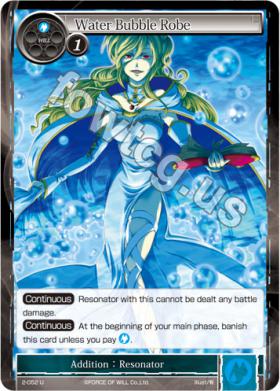 Water Bubble Robe
WILL
1
fowtcg.us
Continuous Resonator with this cannot be dealt any battle
damage.
Continuous At the beginning of your main phase, banish
this card unless you pay
Addition : Resonator
2-052 U
©FORCE OF WILL Co.,Ltd.